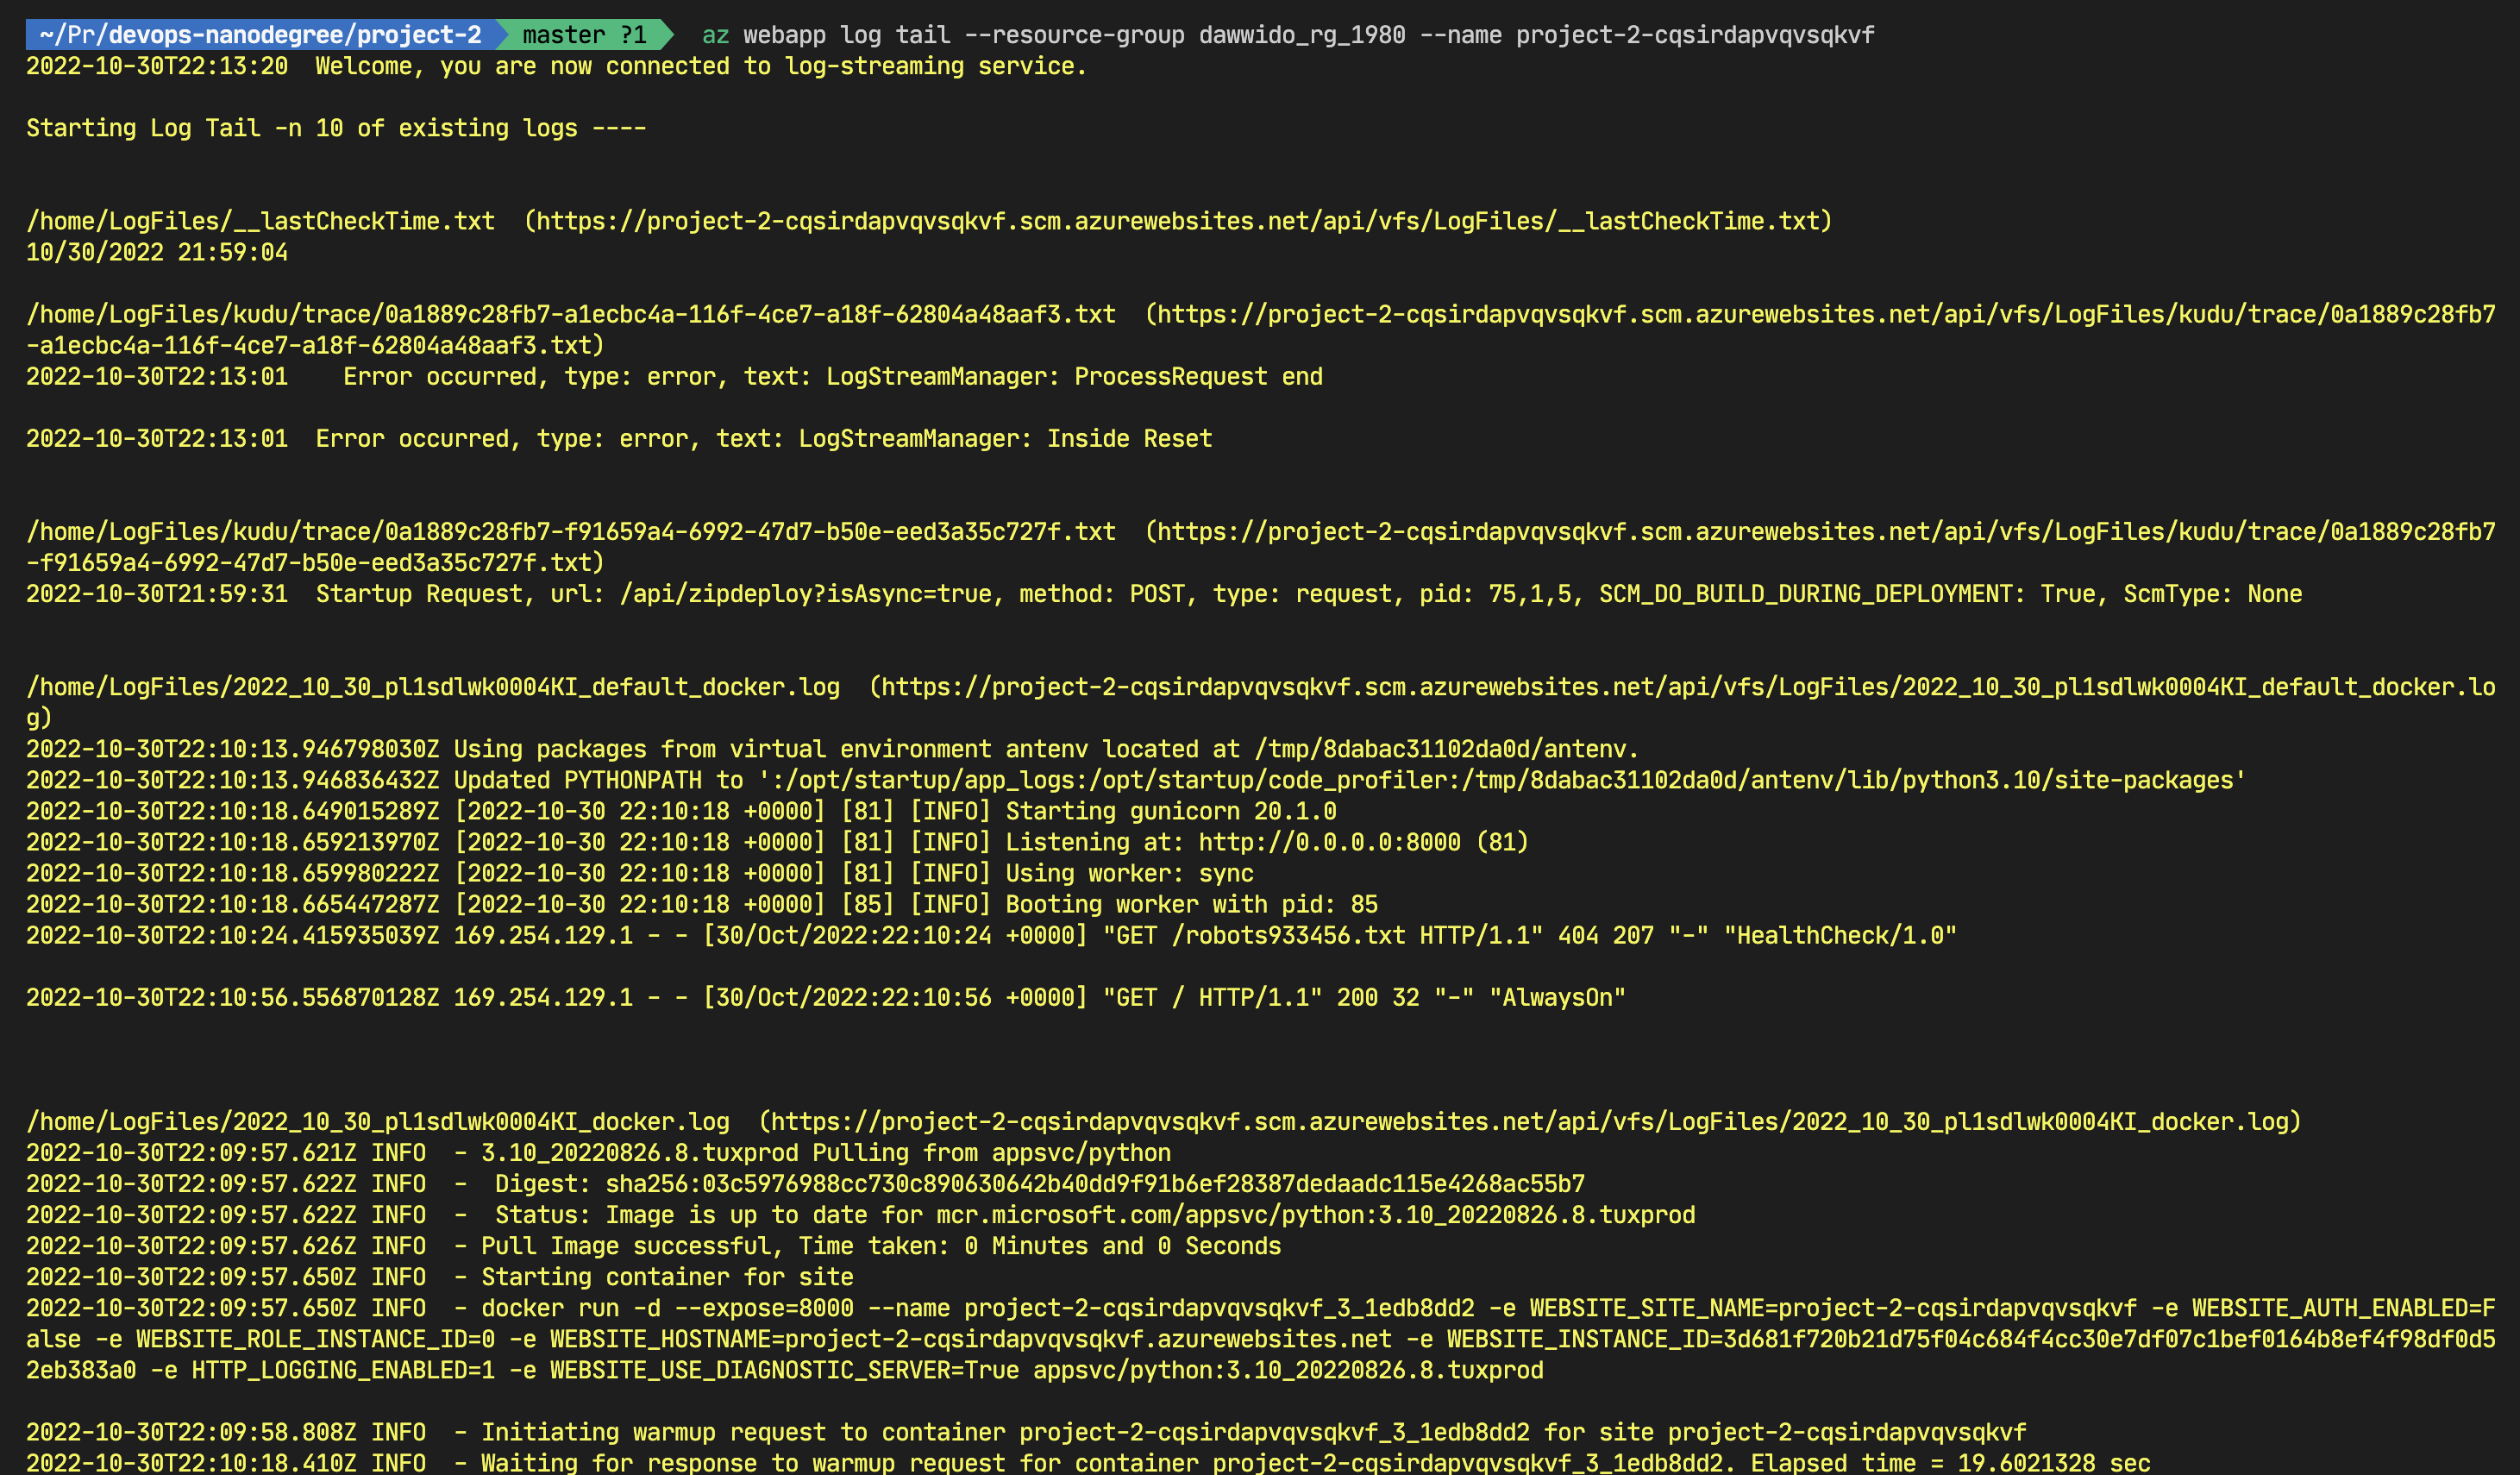 ~/Pr/devops-nanodegree/project-2 master ?1 az webapp log tail --resource-group dawwido_rg_1980 --name project-2-cqsirdapvqvsqkvf
2022-10-30T22:13:20  Welcome, you are now connected to log-streaming service.
Starting Log Tail -n 10 of existing logs ----
/home/LogFiles/__lastCheckTime.txt  (https://project-2-cqsirdapvqvsqkvf.scm.azurewebsites.net/api/vfs/LogFiles/__lastCheckTime.txt)
10/30/2022 21:59:04
/home/LogFiles/kudu/trace/0a1889c28fb7-a1ecbc4a-116f-4ce7-a18f-62804a48aaf3.txt  (https://project-2-cqsirdapvqvsqkvf.scm.azurewebsites.net/api/vfs/LogFiles/kudu/trace/0a1889c28fb7
-a1ecbc4a-116f-4ce7-a18f-62804a48aaf3.txt)
2022-10-30T22:13:01    Error occurred, type: error, text: LogStreamManager: ProcessRequest end
2022-10-30T22:13:01  Error occurred, type: error, text: LogStreamManager: Inside Reset
/home/LogFiles/kudu/trace/0a1889c28fb7-f91659a4-6992-47d7-b50e-eed3a35c727f.txt  (https://project-2-cqsirdapvqvsqkvf.scm.azurewebsites.net/api/vfs/LogFiles/kudu/trace/0a1889c28fb7
-f91659a4-6992-47d7-b50e-eed3a35c727f.txt)
2022-10-30T21:59:31  Startup Request, url: /api/zipdeploy?isAsync=true, method: POST, type: request, pid: 75,1,5, SCM_DO_BUILD_DURING_DEPLOYMENT: True, ScmType: None
/home/LogFiles/2022_10_30_pl1sdlwk0004KI_default_docker.log  (https://project-2-cqsirdapvqvsqkvf.scm.azurewebsites.net/api/vfs/LogFiles/2022_10_30_pl1sdlwk0004KI_default_docker.lo
g)
2022-10-30T22:10:13.946798030Z Using packages from virtual environment antenv located at /tmp/8dabac31102da0d/antenv.
2022-10-30T22:10:13.946836432Z Updated PYTHONPATH to ':/opt/startup/app_logs:/opt/startup/code_profiler:/tmp/8dabac31102da0d/antenv/lib/python3.10/site-packages'
2022-10-30T22:10:18.649015289Z [2022-10-30 22:10:18 +0000] [81] [INFO] Starting gunicorn 20.1.0
2022-10-30T22:10:18.659213970Z [2022-10-30 22:10:18 +0000] [81] [INFO] Listening at: http://0.0.0.0:8000 (81)
2022-10-30T22:10:18.659980222Z [2022-10-30 22:10:18 +0000] [81] [INFO] Using worker: sync
2022-10-30T22:10:18.665447287Z [2022-10-30 22:10:18 +0000] [85] [INFO] Booting worker with pid: 85
2022-10-30T22:10:24.415935039Z 169.254.129.1 - - [30/Oct/2022:22:10:24 +0000] "GET /robots933456.txt HTTP/1.1" 404 207 "-" "HealthCheck/1.0"
2022-10-30T22:10:56.556870128Z 169.254.129.1 - - [30/Oct/2022:22:10:56 +0000] "GET / HTTP/1.1" 200 32 "-" "AlwaysOn"
/home/LogFiles/2022_10_30_pl1sdlwk0004KI_docker.log  (https://project-2-cqsirdapvqvsqkvf.scm.azurewebsites.net/api/vfs/LogFiles/2022_10_30_pl1sdlwk0004KI_docker.log)
2022-10-30T22:09:57.621Z INFO  - 3.10_20220826.8.tuxprod Pulling from appsvc/python
2022-10-30T22:09:57.622Z INFO  -  Digest: sha256:03c5976988cc730c890630642b40dd9f91b6ef28387dedaadc115e4268ac55b7
2022-10-30T22:09:57.622Z INFO  -  Status: Image is up to date for mcr.microsoft.com/appsvc/python:3.10_20220826.8.tuxprod
2022-10-30T22:09:57.626Z INFO  - Pull Image successful, Time taken: 0 Minutes and 0 Seconds
2022-10-30T22:09:57.650Z INFO  - Starting container for site
2022-10-30T22:09:57.650Z INFO  - docker run -d --expose=8000 --name project-2-cqsirdapvqvsqkvf_3_1edb8dd2 -e WEBSITE_SITE_NAME=project-2-cqsirdapvqvsqkvf -e WEBSITE_AUTH_ENABLED=F
alse -e WEBSITE_ROLE_INSTANCE_ID=0 -e WEBSITE_HOSTNAME=project-2-cqsirdapvqvsqkvf.azurewebsites.net -e WEBSITE_INSTANCE_ID=3d681f720b21d75f04c684f4cc30e7df07c1bef0164b8ef4f98df0d5
2eb383a0 -e HTTP_LOGGING_ENABLED=1 -e WEBSITE_USE_DIAGNOSTIC_SERVER=True appsvc/python:3.10_20220826.8.tuxprod
2022-10-30T22:09:58.808Z INFO  - Initiating warmup request to container project-2-cqsirdapvqvsqkvf_3_1edb8dd2 for site project-2-cqsirdapvqvsqkvf
2022-10-30T22:10:18.410Z INFO  - Waiting for response to warmup request for container project-2-cqsirdapvqvsqkvf_3_1edb8dd2. Elapsed time = 19.6021328 sec